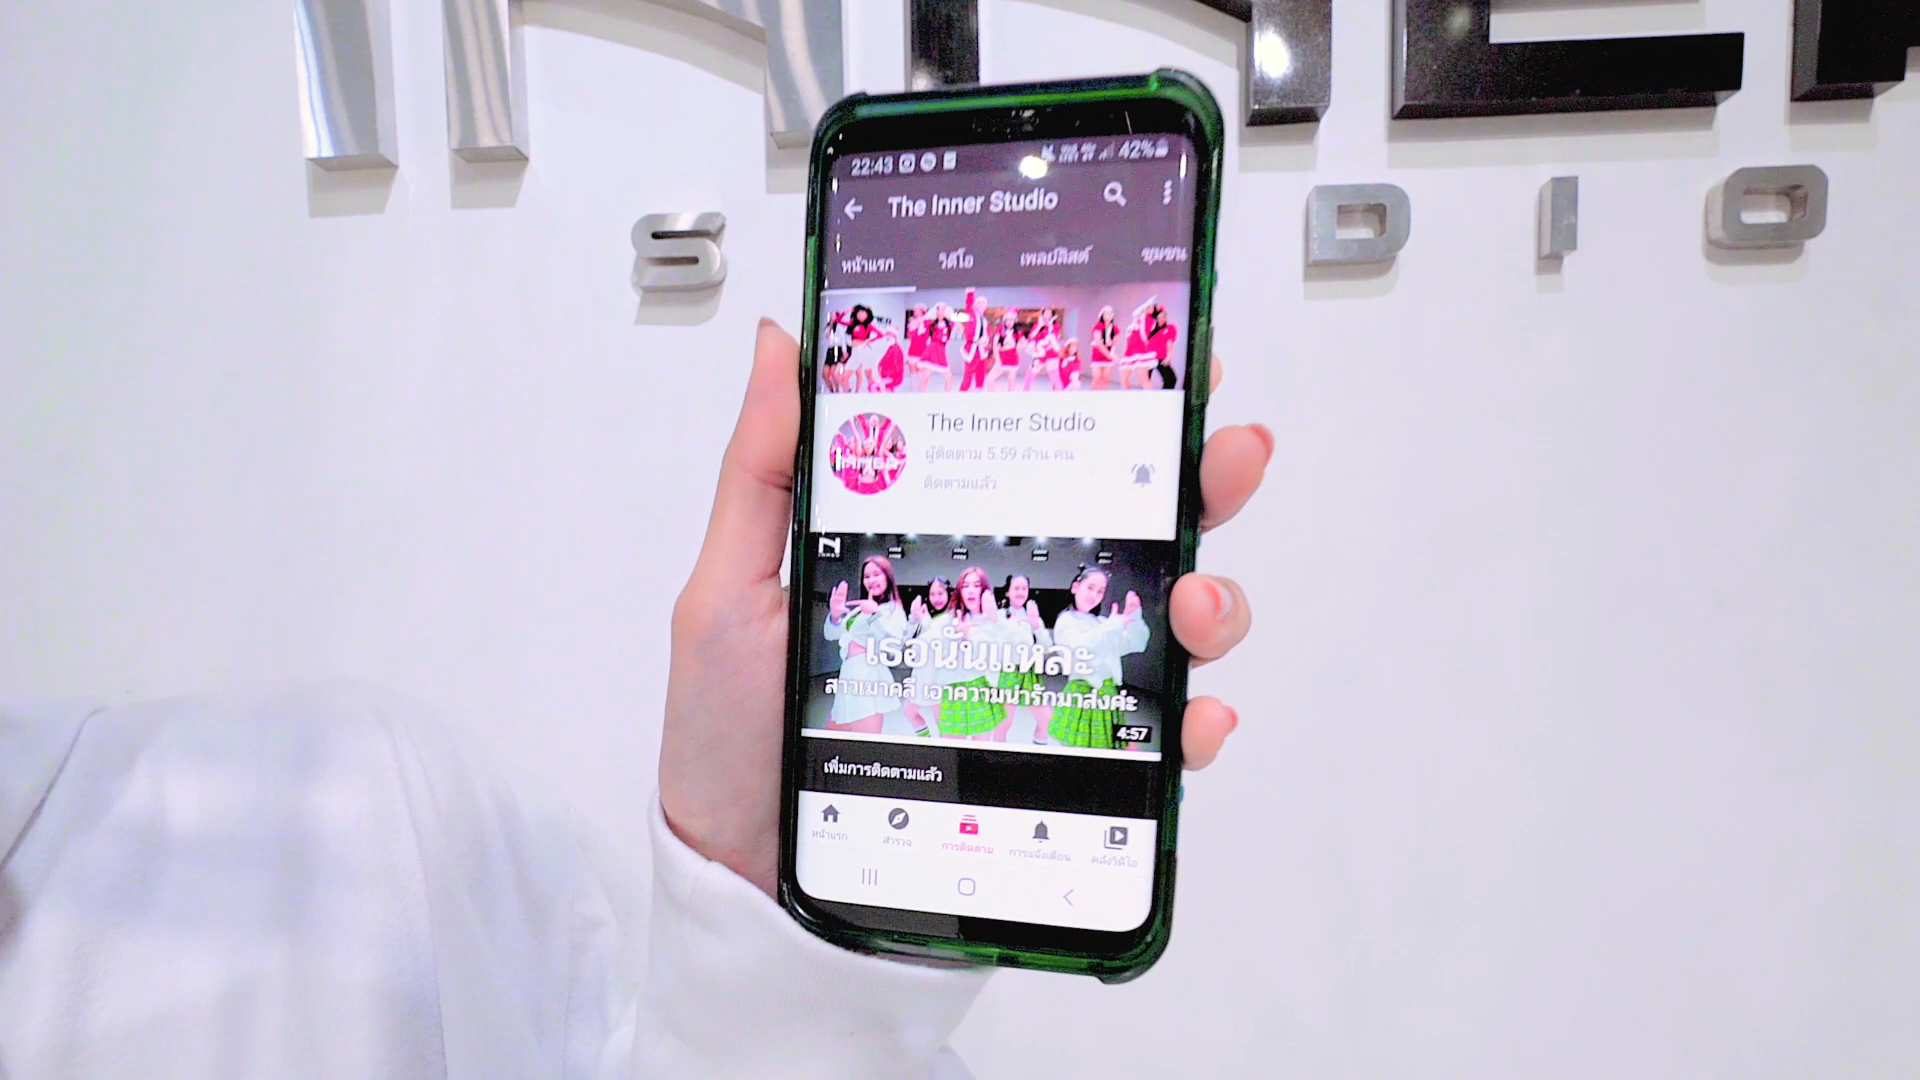 S DIO
22:43 42%
The Inner Studio
หน้าแรก วิดีโอ เพลย์ลิสต์ ชุมชน
The Inner Studio
ผู้ติดตาม 5.59 ล้าน คน
ติดตามแล้ว
INNER
เธอนั่นแหละ
สาวเมาคลี เอาความน่ารักมาส่งค่ะ
4:57
เพิ่มการติดตามแล้ว
หน้าแรก สำรวจ การติดตาม การแจ้งเตือน คลังวิดีโอ